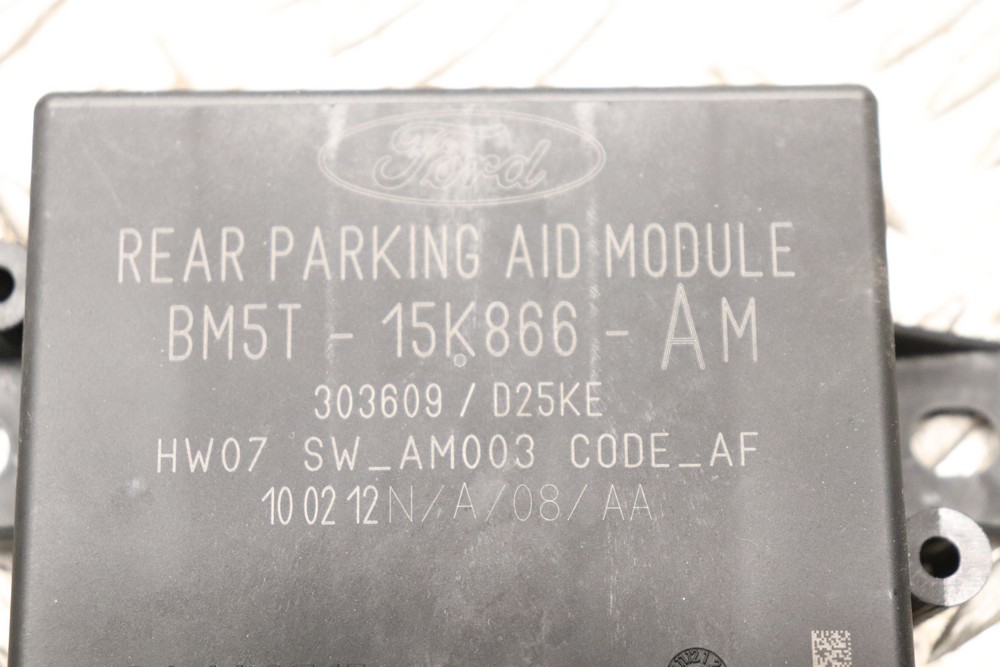 Ford
REAR PARKING AID MODULE
BM5T - 15K866 - AM
303609 / D25KE
HW07 SW_AM003 CODE_AF
10 02 12 N/A/08/AA